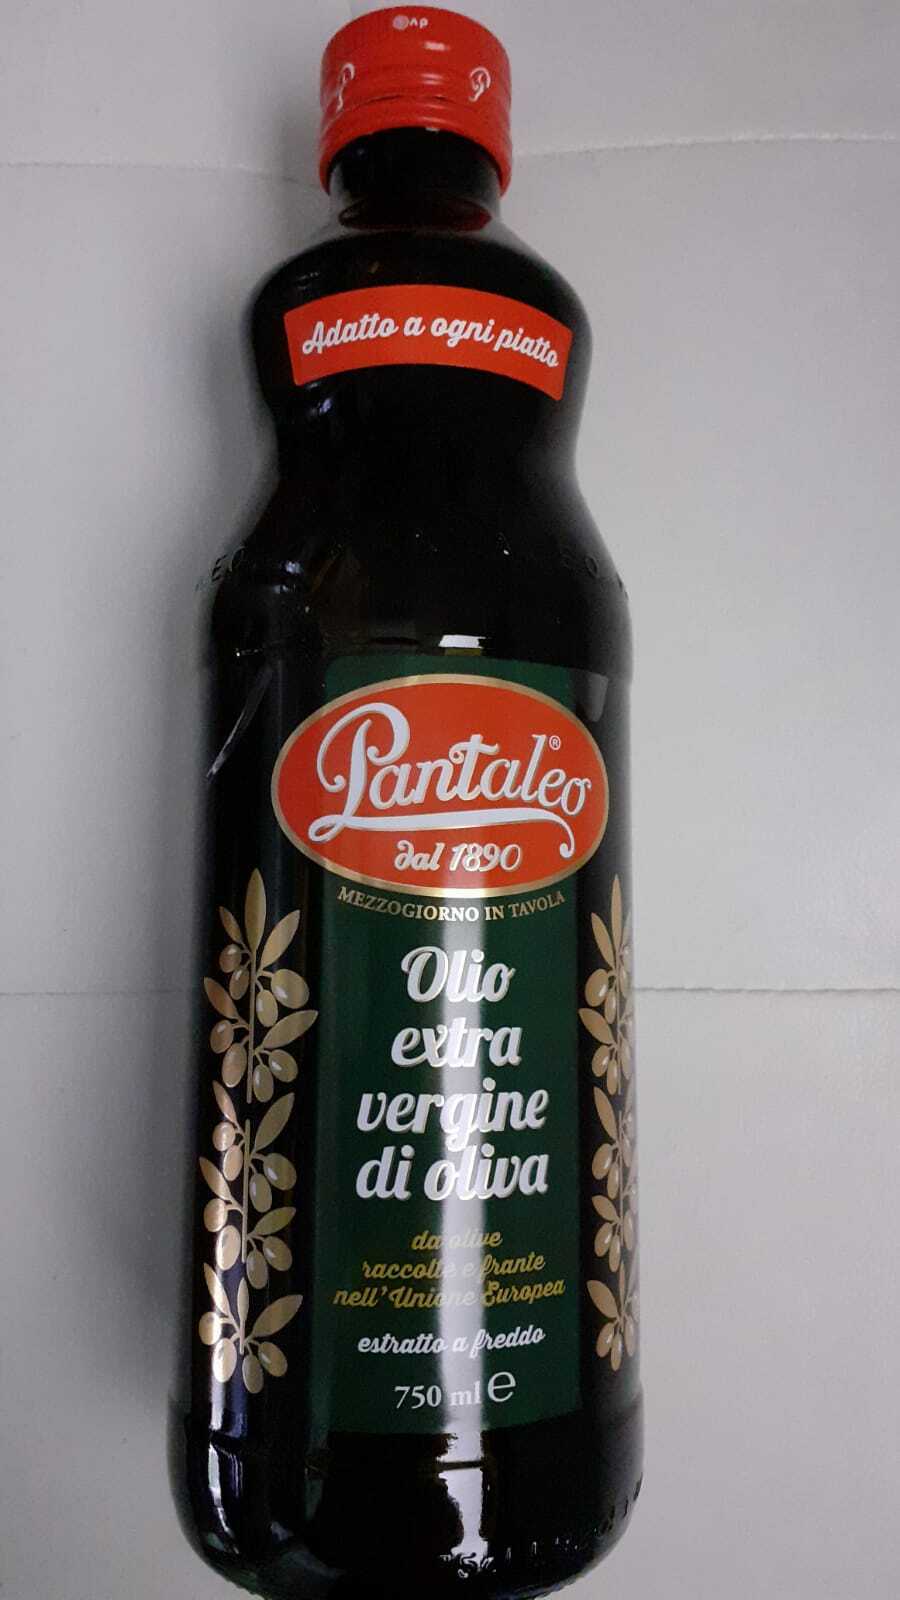 Adatto a ogni piatto
Pantaleo®
dal 1890
MEZZOGIORNO IN TAVOLA
Olio
extra
vergine
di oliva
da olive
raccolte e frante
nell'Unione Europea
estratto a freddo
750 ml ℮